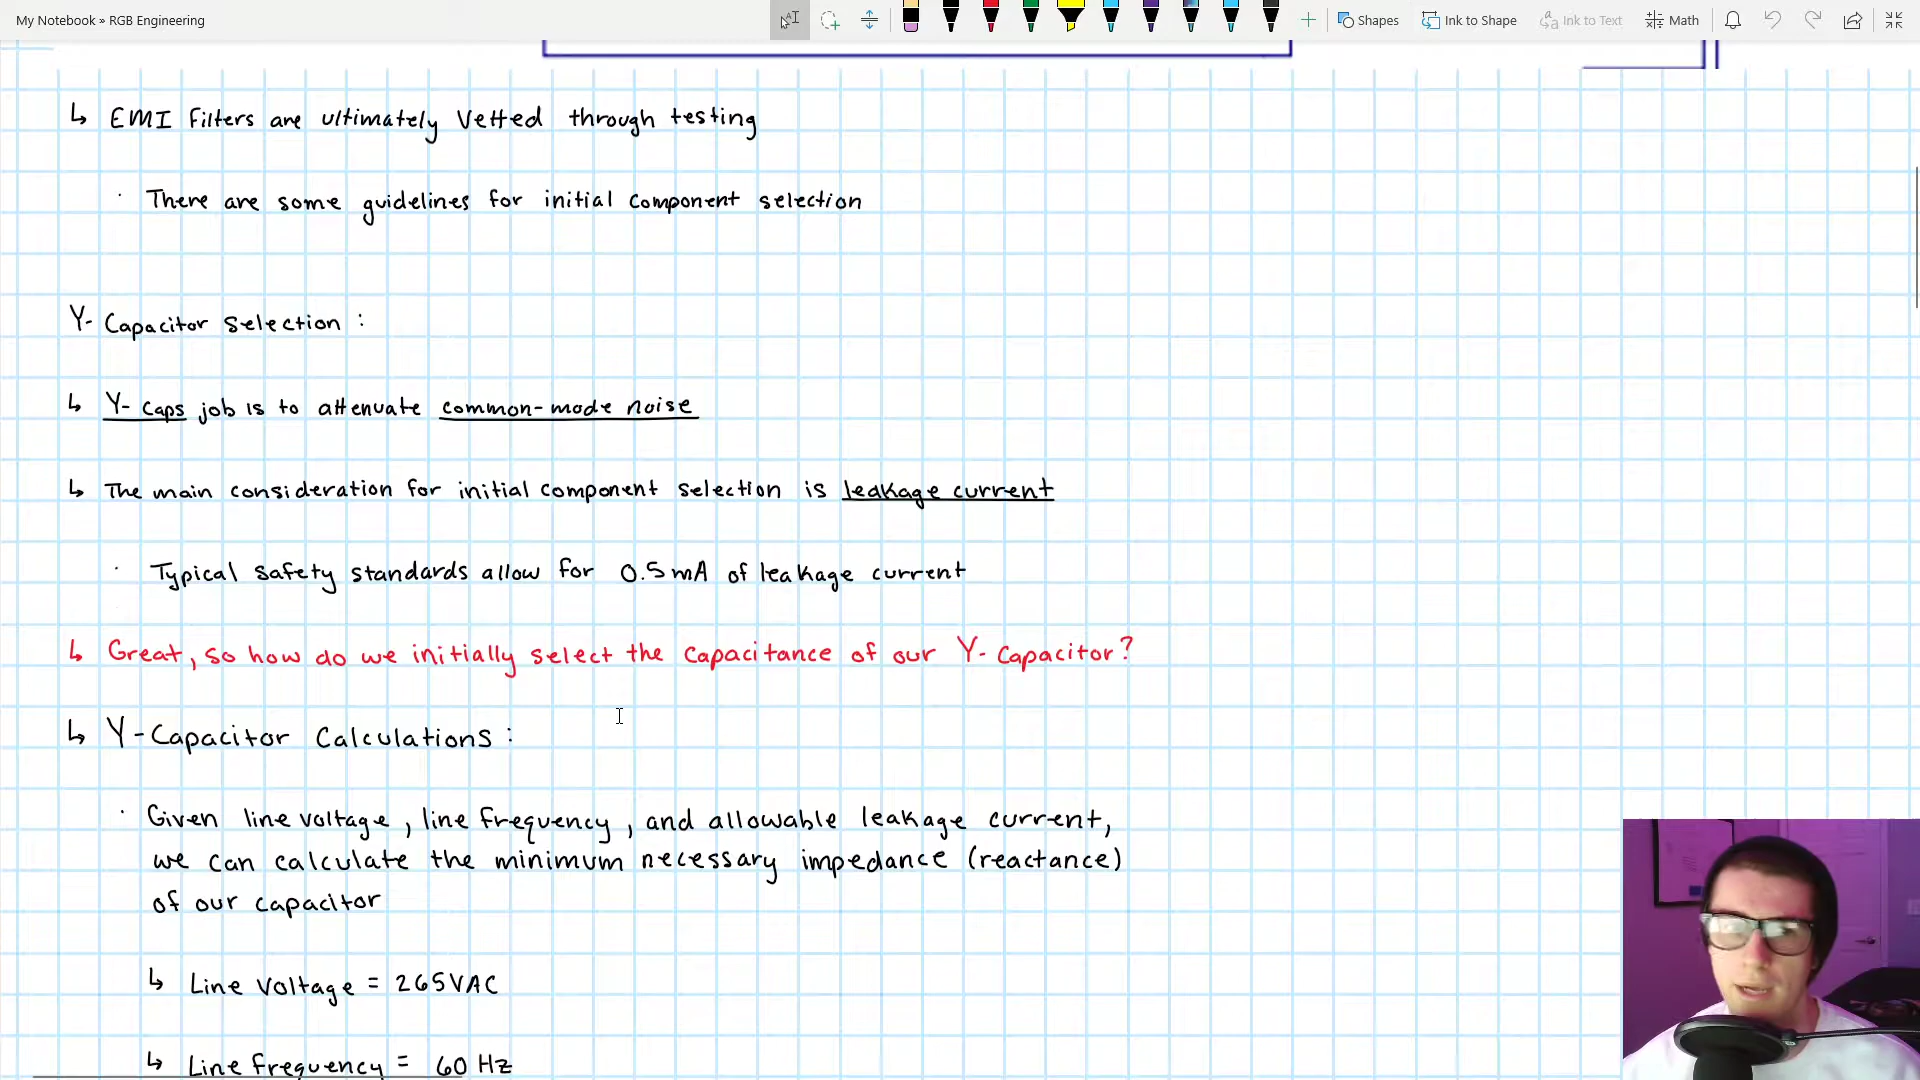 My Notebook » RGB Engineering
Shapes
Ink to Shape
Ink to Text
Math
↳ EMI Filters are ultimately Vetted through testing
· There are some guidelines for initial component selection
Y-Capacitor Selection :
↳ Y-Caps job is to attenuate common-mode noise
↳ The main consideration for initial component selection is leakage current
· Typical safety standards allow for 0.5mA of leakage current
↳ Great, so how do we initially select the capacitance of our Y-Capacitor?
↳ Y-Capacitor Calculations :
· Given line voltage, line frequency, and allowable leakage current,
we can calculate the minimum necessary impedance (reactance)
of our capacitor
↳ Line Voltage = 265VAC
↳ Line frequency = 60 Hz